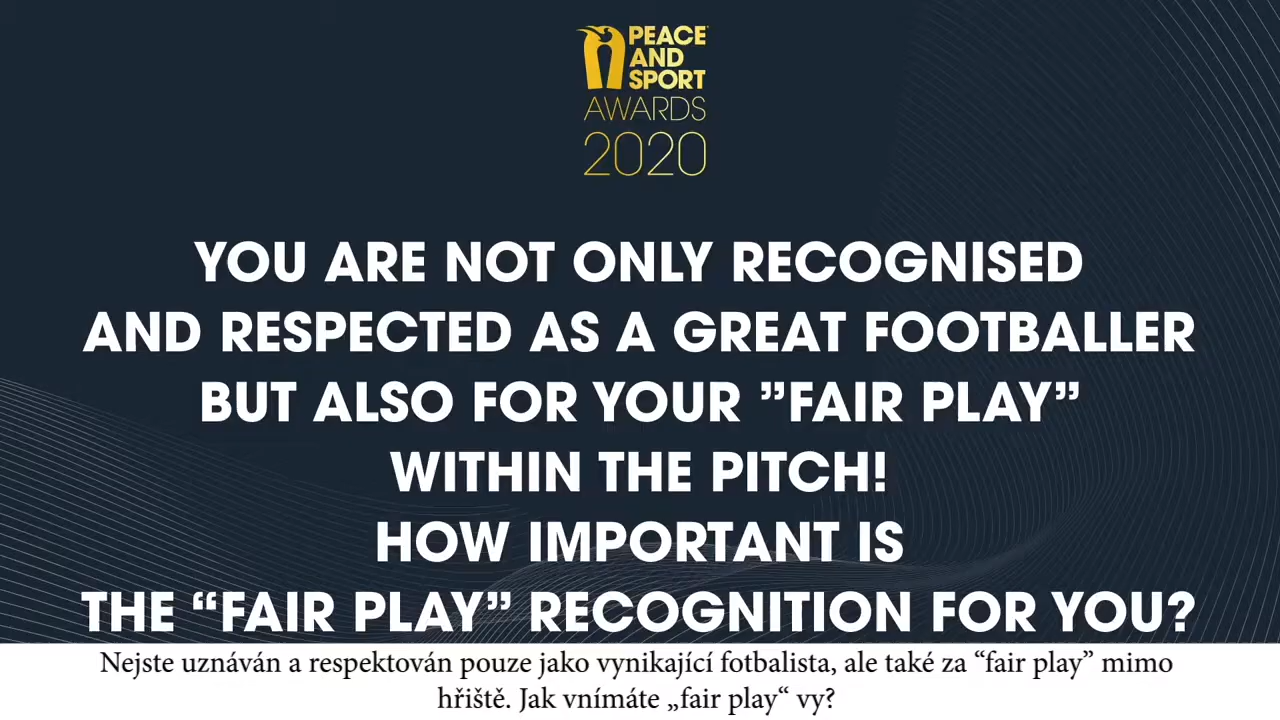 PEACE
AND
SPORT
AWARDS
2020
YOU ARE NOT ONLY RECOGNISED
AND RESPECTED AS A GREAT FOOTBALLER
BUT ALSO FOR YOUR ”FAIR PLAY”
WITHIN THE PITCH!
HOW IMPORTANT IS
THE “FAIR PLAY” RECOGNITION FOR YOU?
Nejste uznáván a respektován pouze jako vynikající fotbalista, ale také za “fair play” mimo
hřiště. Jak vnímáte „fair play“ vy?